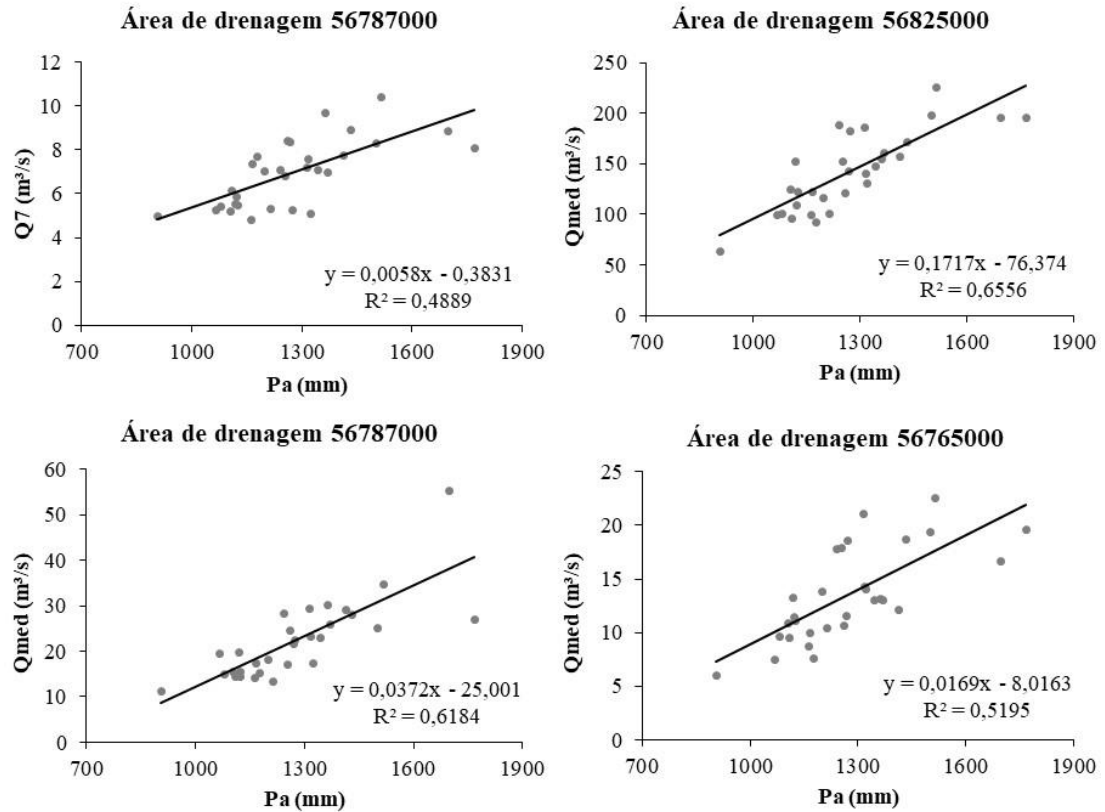 Área de drenagem 56787000
12
10
8
6
4
2
0
Q7 (m³/s)
y = 0,0058x - 0,3831
R² = 0,4889
700 1000 1300 1600 1900
Pa (mm)
Área de drenagem 56825000
250
200
150
100
50
0
Qmed (m³/s)
y = 0,1717x - 76,374
R² = 0,6556
700 1000 1300 1600 1900
Pa (mm)
Área de drenagem 56787000
60
50
40
30
20
10
0
Qmed (m³/s)
y = 0,0372x - 25,001
R² = 0,6184
700 1000 1300 1600 1900
Pa (mm)
Área de drenagem 56765000
25
20
15
10
5
0
Qmed (m³/s)
y = 0,0169x - 8,0163
R² = 0,5195
700 1000 1300 1600 1900
Pa (mm)